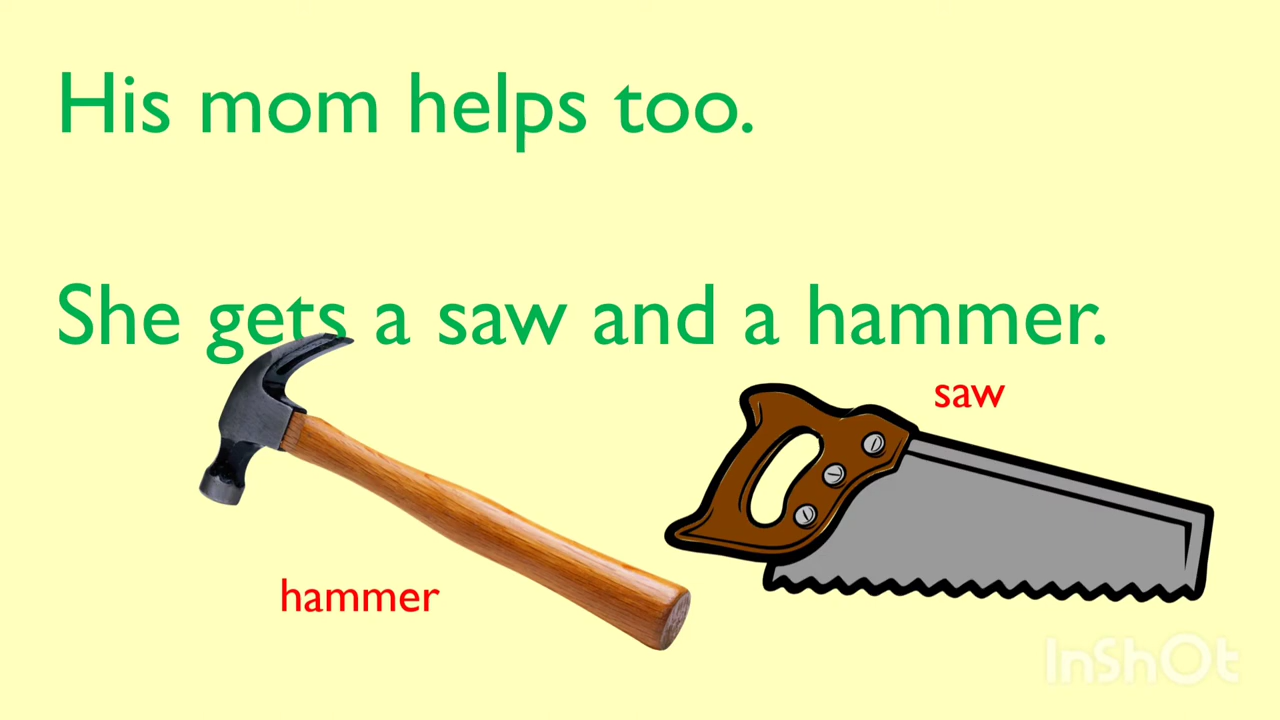 His mom helps too.
She gets a saw and a hammer.
saw
hammer
InShOt